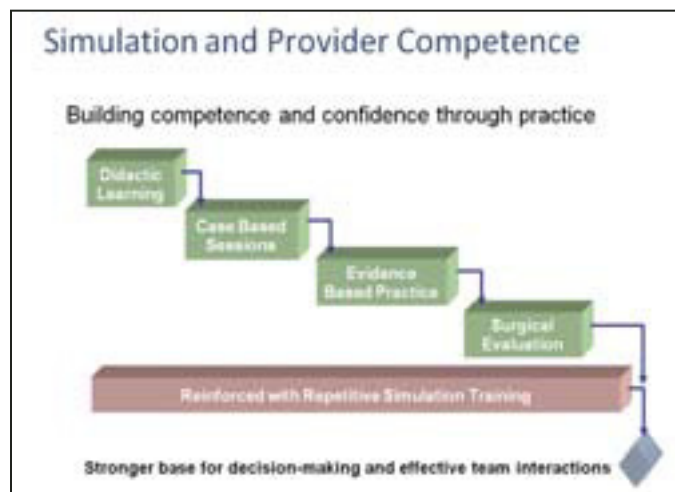 Simulation and Provider Competence
Building competence and confidence through practice
Didactic
Learning
Case Based
Sessions
Evidence
Based Practice
Surgical
Evaluation
Reinforced with Repetitive Simulation Training
Stronger base for decision-making and effective team interactions